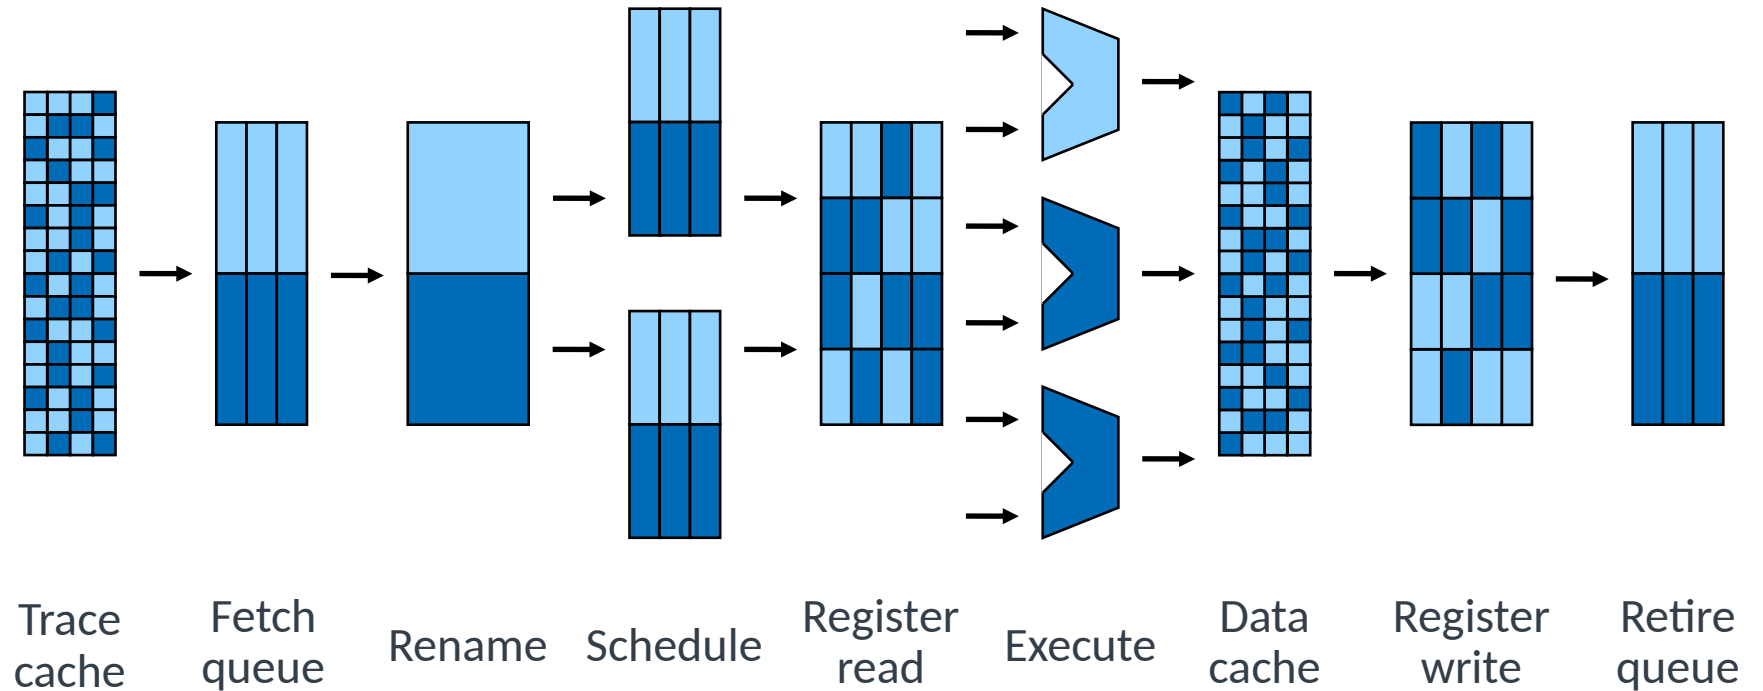 Trace
cache
Fetch
queue
Rename
Schedule
Register
read
Execute
Data
cache
Register
write
Retire
queue